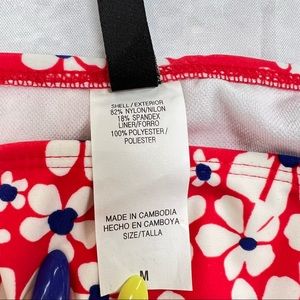 SHELL/EXTERIOR
82% NYLON/NILON
18% SPANDEX
LINER/FORRO
100% POLYESTER/
POLIESTER
MADE IN CAMBODIA
HECHO EN CAMBOYA
SIZE/TALLA
M